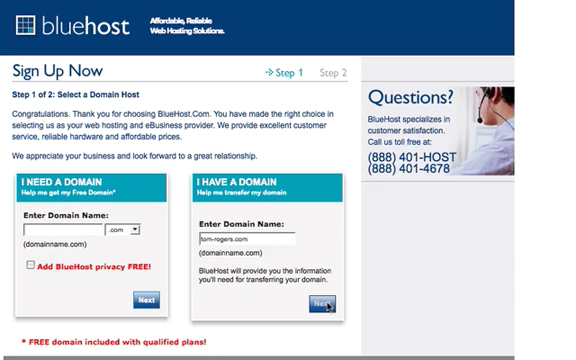 bluehost
Affordable, Reliable
Web Hosting Solutions.
Sign Up Now
Step 1
Step 2
Step 1 of 2: Select a Domain Host
Congratulations. Thank you for choosing BlueHost.Com. You have made the right choice in
selecting us as your web hosting and eBusiness provider. We provide excellent customer
service, reliable hardware and affordable prices.
We appreciate your business and look forward to a great relationship.
I NEED A DOMAIN
Help me get my Free Domain*
Enter Domain Name:
.com
(domainname.com)
Add BlueHost privacy FREE!
Next
I HAVE A DOMAIN
Help me transfer my domain
Enter Domain Name:
tom-rogers.com
(domainname.com)
BlueHost will provide you the information
you'll need for transferring your domain.
Next
* FREE domain included with qualified plans!
Questions?
BlueHost specializes in
customer satisfaction.
Call us toll free at:
(888) 401-HOST
(888) 401-4678